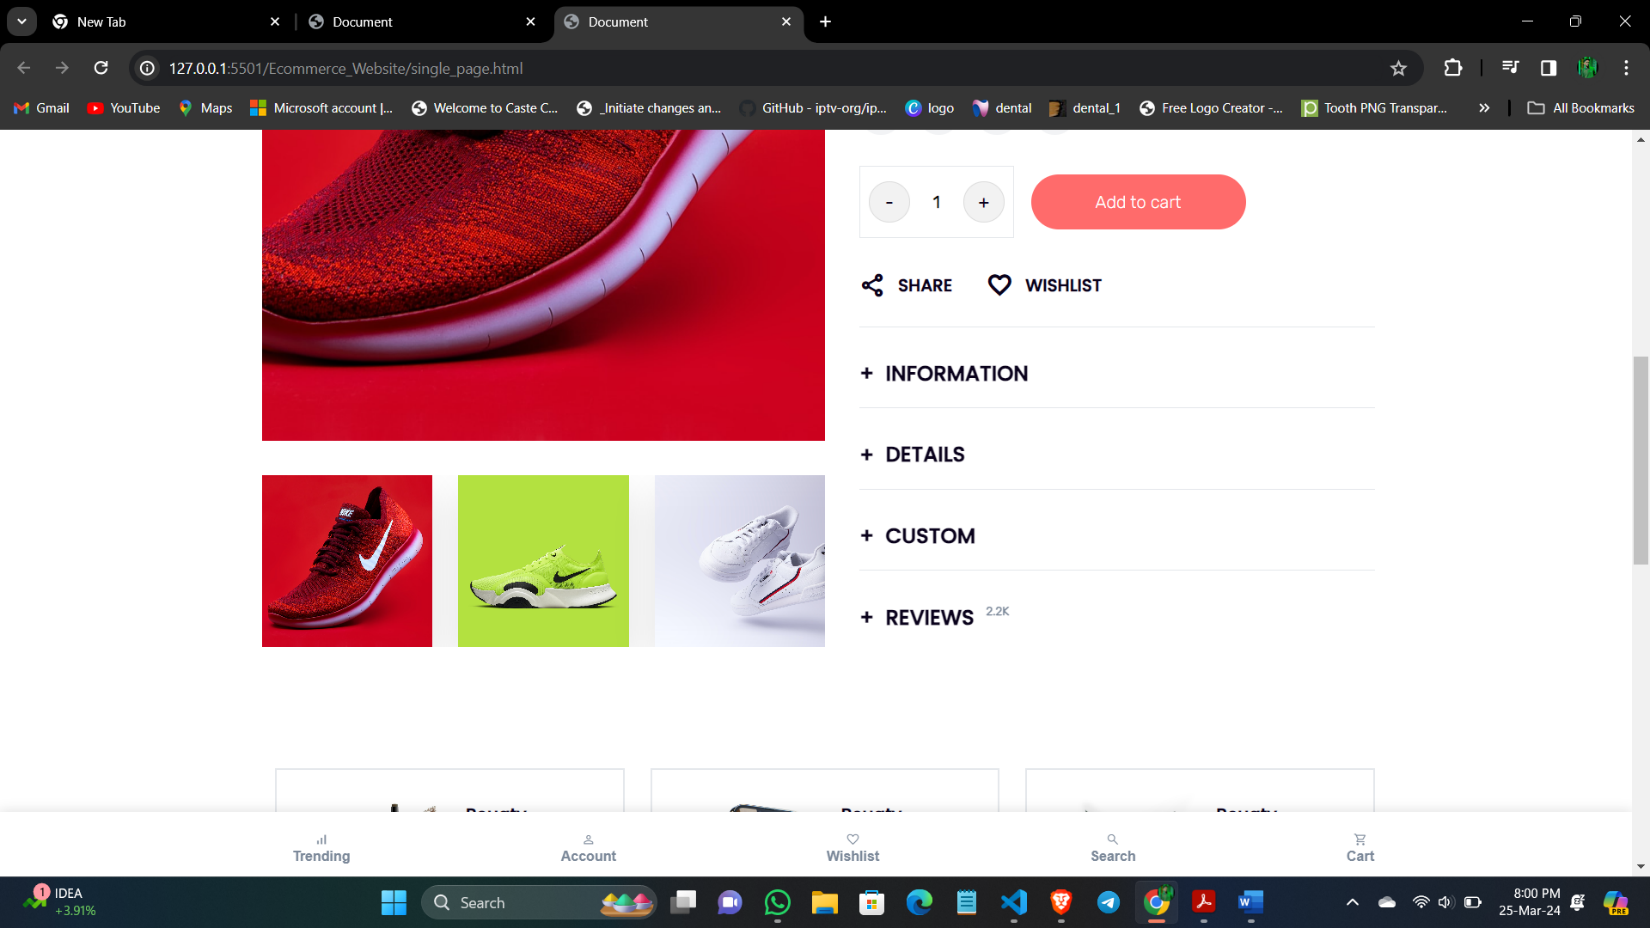 New Tab
Document
Document
127.0.0.1:5501/Ecommerce_Website/single_page.html
Gmail
YouTube
Maps
Microsoft account |...
Welcome to Caste C...
_Initiate changes an...
GitHub - iptv-org/ip...
logo
dental
dental_1
Free Logo Creator -...
Tooth PNG Transpar...
All Bookmarks
- 1 +
Add to cart
SHARE
WISHLIST
+ INFORMATION
+ DETAILS
+ CUSTOM
+ REVIEWS 2.2K
NIKE
Trending
Account
Wishlist
Search
Cart
1
IDEA
+3.91%
Search
8:00 PM
25-Mar-24
PRE